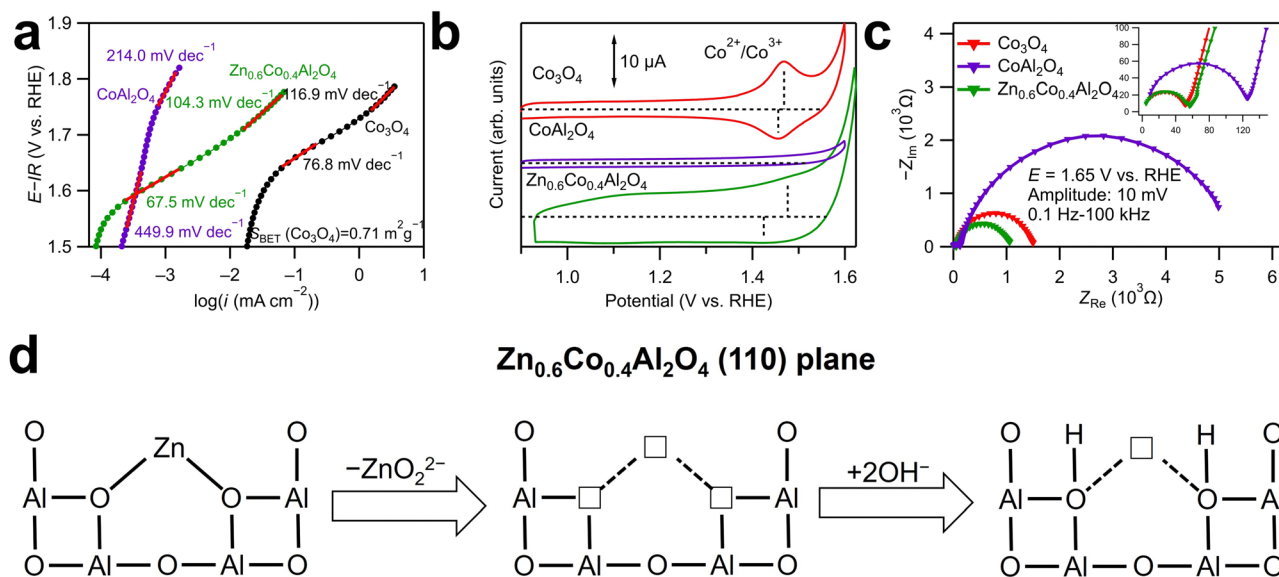 a
1.9
1.8
1.7
1.6
1.5
E–IR (V vs. RHE)
214.0 mV dec⁻¹
CoAl₂O₄
Zn₀.₆Co₀.₄Al₂O₄
104.3 mV dec⁻¹
116.9 mV dec⁻¹
Co₃O₄
76.8 mV dec⁻¹
67.5 mV dec⁻¹
449.9 mV dec⁻¹
S_BET (Co₃O₄)=0.71 m²g⁻¹
–4 –3 –2 –1 0 1
log(i (mA cm⁻²))
b
Current (arb. units)
10 µA
Co²⁺/Co³⁺
Co₃O₄
CoAl₂O₄
Zn₀.₆Co₀.₄Al₂O₄
1.0 1.2 1.4 1.6
Potential (V vs. RHE)
c
4
3
2
1
0
–Z_Im (10³Ω)
Co₃O₄
CoAl₂O₄
Zn₀.₆Co₀.₄Al₂O₄
100
80
60
40
420
0 40 80 120
E = 1.65 V vs. RHE
Amplitude: 10 mV
0.1 Hz-100 kHz
0 1 2 3 4 5 6
Z_Re (10³Ω)
d
Zn₀.₆Co₀.₄Al₂O₄ (110) plane
O Zn O
Al O O Al
O Al O Al O
–ZnO₂²⁻
O O
Al Al
O Al O Al O
+2OH⁻
O H H O
Al O O A
O Al O Al O